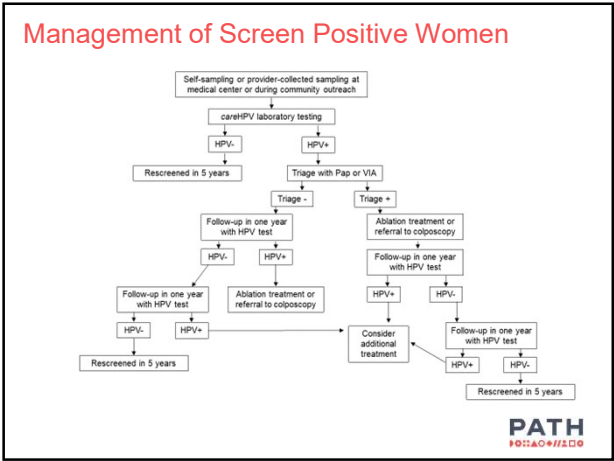 Management of Screen Positive Women
Self-sampling or provider-collected sampling at
medical center or during community outreach
careHPV laboratory testing
HPV-
HPV+
Rescreened in 5 years
Triage with Pap or VIA
Triage -
Triage +
Follow-up in one year
with HPV test
Ablation treatment or
referral to colposcopy
HPV-
HPV+
Follow-up in one year
with HPV test
Follow-up in one year
with HPV test
Ablation treatment or
referral to colposcopy
HPV+
HPV-
HPV-
HPV+
Consider
additional
treatment
Follow-up in one year
with HPV test
Rescreened in 5 years
HPV+
HPV-
Rescreened in 5 years
PATH